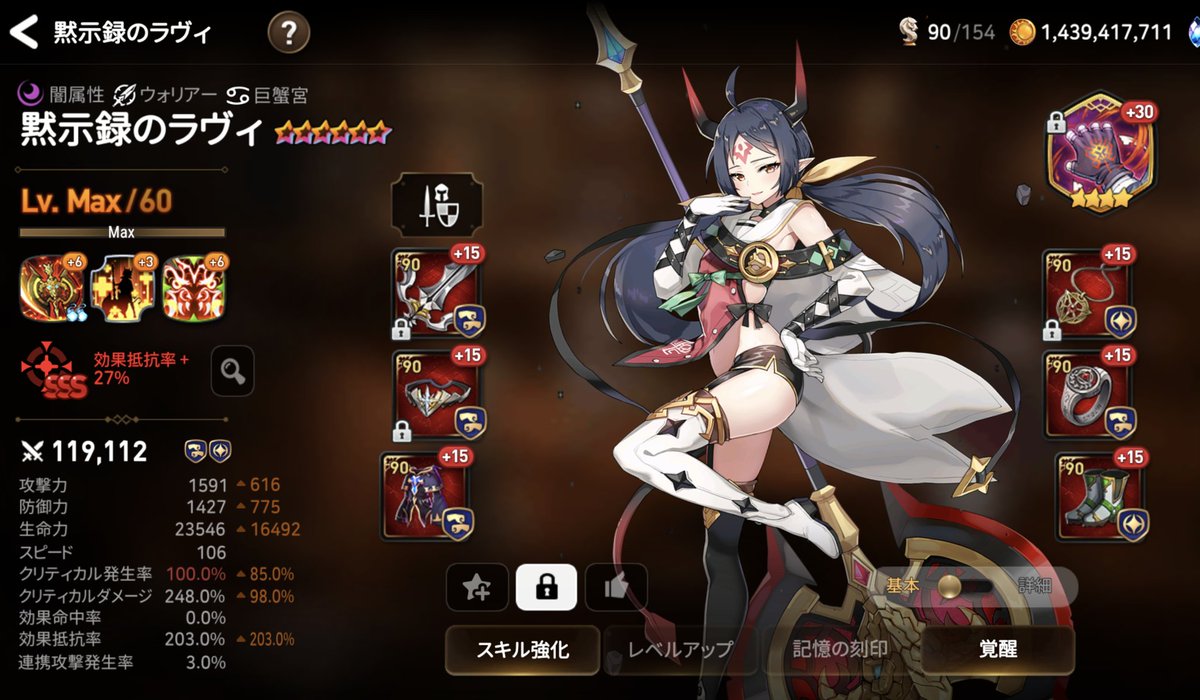 黙示録のラヴィ
?
90/154
1,439,417,711
闇属性 ウォリアー 巨蟹宮
黙示録のラヴィ
Lv. Max/60
Max
+6
+3
+6
SSS
効果抵抗率+
27%
119,112
攻撃力 1591 616
防御力 1427 775
生命力 23546 16492
スピード 106
クリティカル発生率 100.0% 85.0%
クリティカルダメージ 248.0% 98.0%
効果命中率 0.0%
効果抵抗率 203.0% 203.0%
連携攻撃発生率 3.0%
90 +15
90 +15
90 +15
+30
90 +15
90 +15
90 +15
基本 詳細
スキル強化
レベルアップ
記憶の刻印
覚醒